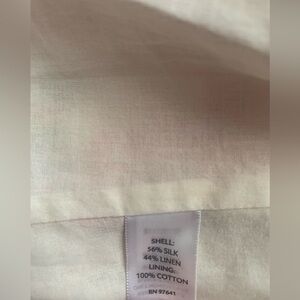 SHELL:
56% SILK
44% LINEN
LINING:
100% COTTON
RN 97641